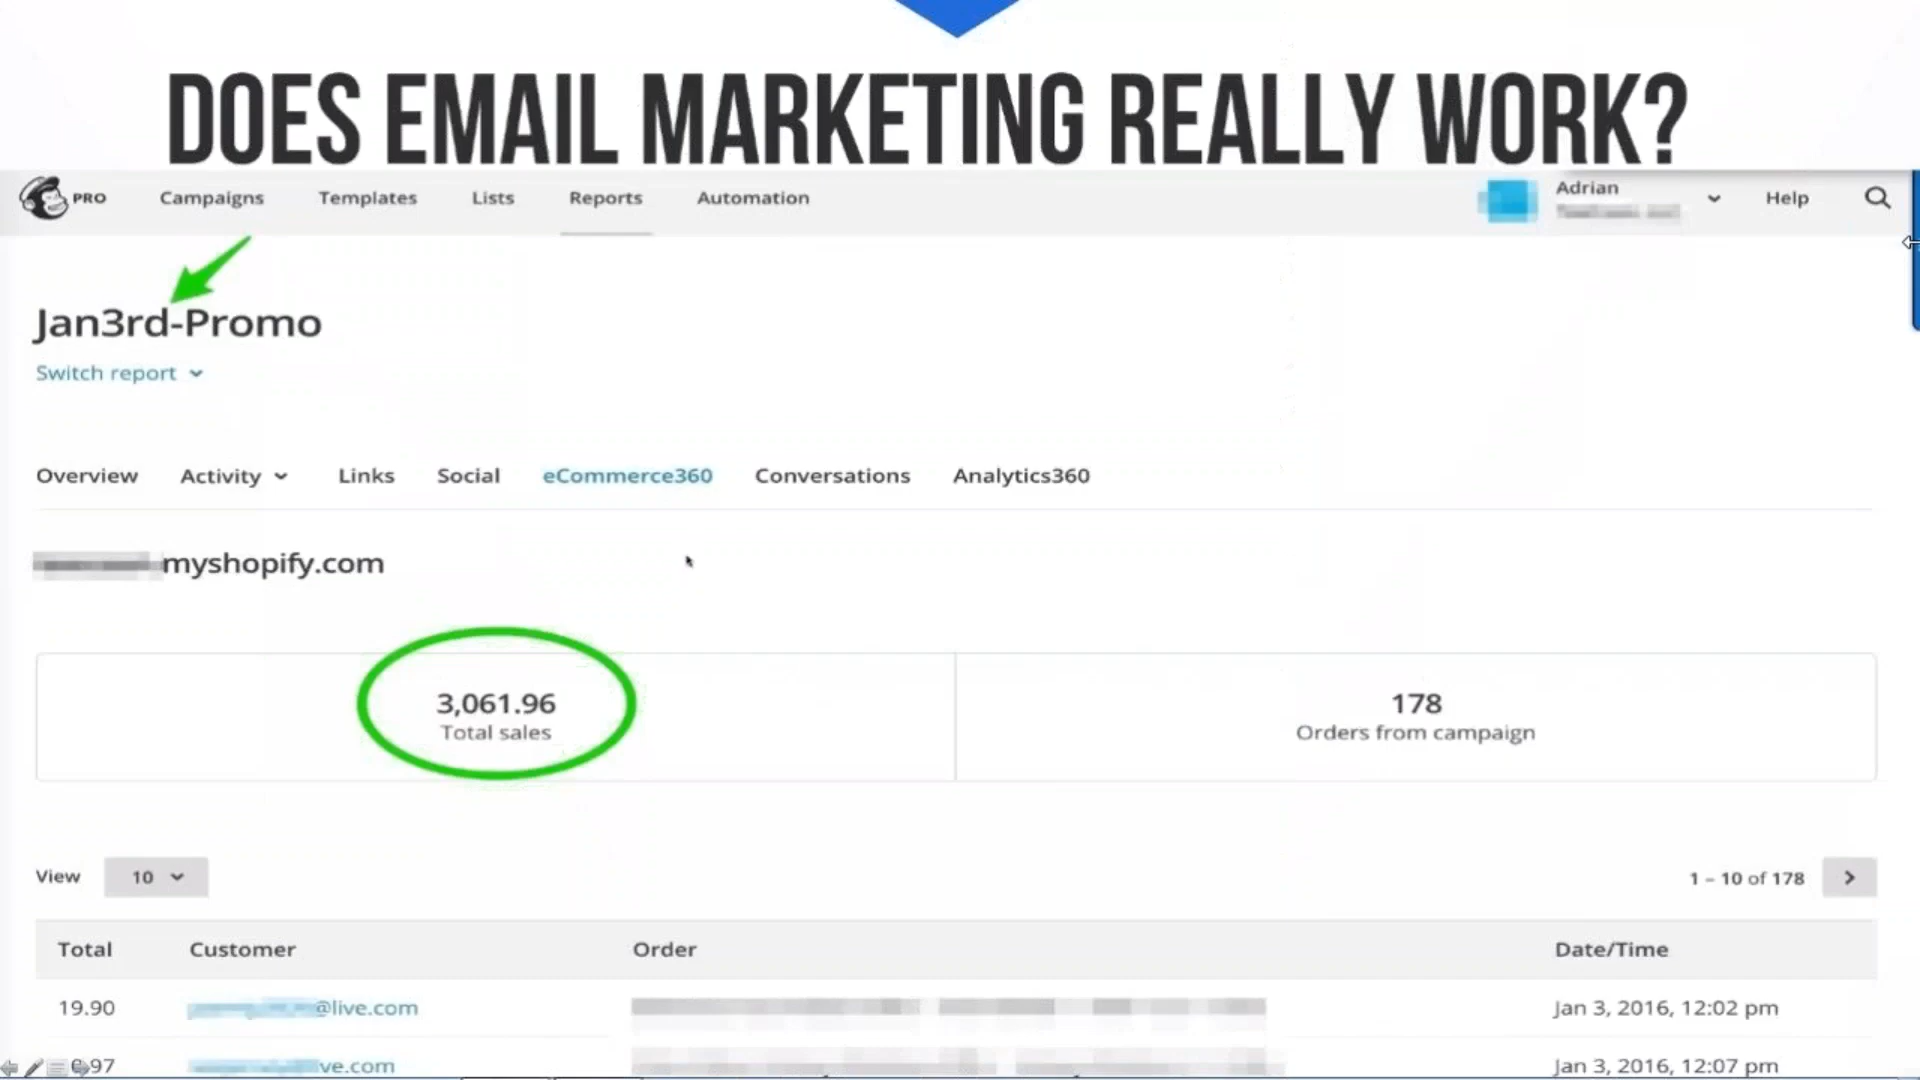 DOES EMAIL MARKETING REALLY WORK?
PRO Campaigns Templates Lists Reports Automation Adrian Help
Jan3rd-Promo
Switch report
Overview Activity Links Social eCommerce360 Conversations Analytics360
myshopify.com
3,061.96 178
Total sales Orders from campaign
View 10 1 – 10 of 178
Total Customer Order Date/Time
19.90 @live.com Jan 3, 2016, 12:02 pm
97 ve.com Jan 3, 2016, 12:07 pm